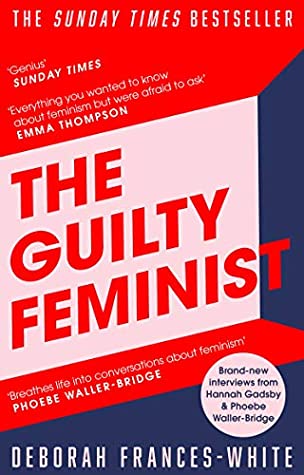 THE SUNDAY TIMES BESTSELLER
'Genius'
SUNDAY TIMES
'Everything you wanted to know
about feminism but were afraid to ask'
EMMA THOMPSON
THE
GUILTY
FEMINIST
'Breathes life into conversations about feminism'
PHOEBE WALLER-BRIDGE
Brand-new
interviews from
Hannah Gadsby
& Phoebe
Waller-Bridge
DEBORAH FRANCES-WHITE